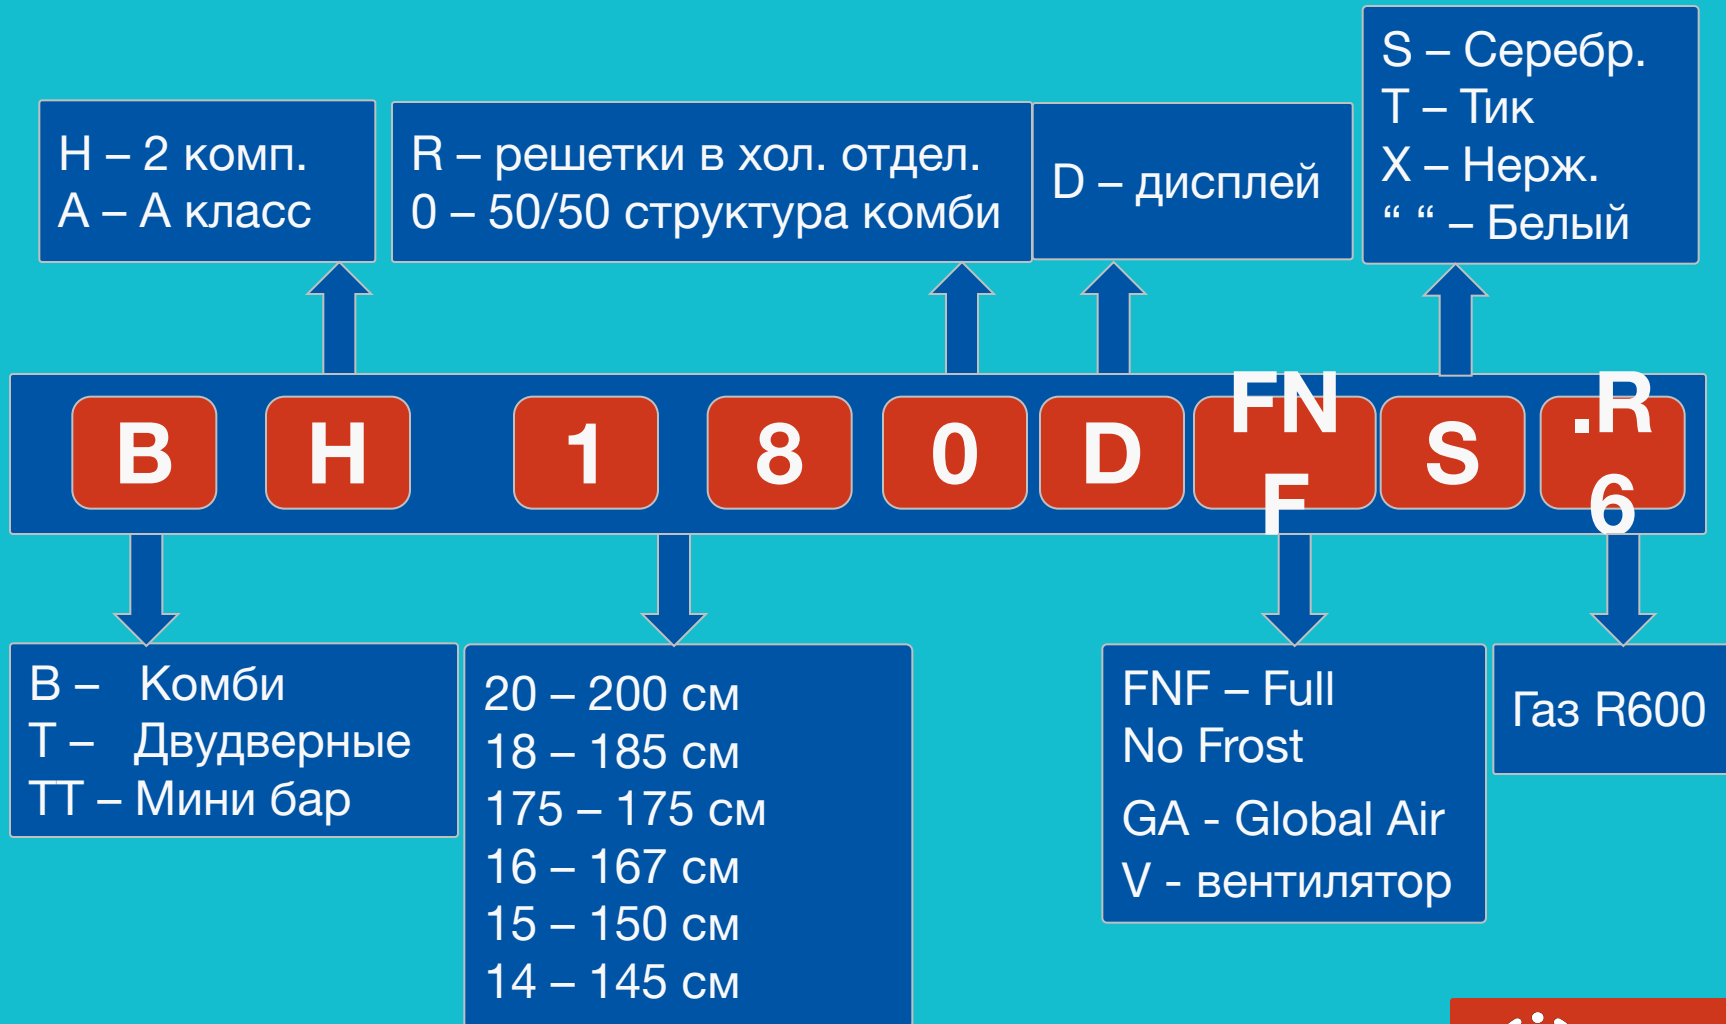 S – Серебр.
T – Тик
X – Нерж.
“ “ – Белый
H – 2 комп.
A – A класс
R – решетки в хол. отдел.
0 – 50/50 структура комби
D – дисплей
B
H
1
8
0
D
FN
F
S
.R
6
B – Комби
T – Двудверные
TT – Мини бар
20 – 200 см
18 – 185 см
175 – 175 см
16 – 167 см
15 – 150 см
14 – 145 см
FNF – Full
No Frost
GA - Global Air
V - вентилятор
Газ R600